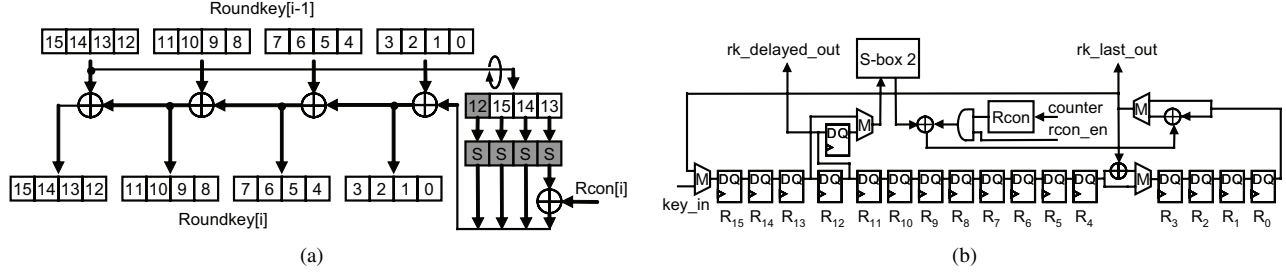 Roundkey[i-1]
15 14 13 12 11 10 9 8 7 6 5 4 3 2 1 0
12 15 14 13
S S S S
Rcon[i]
15 14 13 12 11 10 9 8 7 6 5 4 3 2 1 0
Roundkey[i]
(a)
rk_delayed_out
S-box 2
rk_last_out
counter
Rcon
rcon_en
M
M
DQ
M M
DQ DQ DQ DQ DQ DQ DQ DQ DQ DQ DQ DQ DQ DQ DQ DQ
key_in
R15 R14 R13 R12 R11 R10 R9 R8 R7 R6 R5 R4 R3 R2 R1 R0
(b)